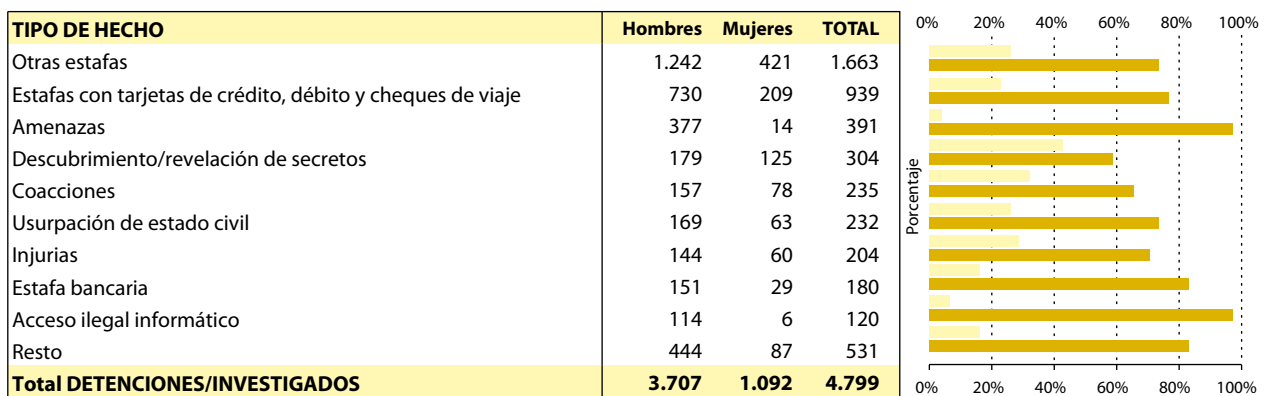 TIPO DE HECHO Hombres Mujeres TOTAL
Otras estafas 1.242 421 1.663
Estafas con tarjetas de crédito, débito y cheques de viaje 730 209 939
Amenazas 377 14 391
Descubrimiento/revelación de secretos 179 125 304
Coacciones 157 78 235
Usurpación de estado civil 169 63 232
Injurias 144 60 204
Estafa bancaria 151 29 180
Acceso ilegal informático 114 6 120
Resto 444 87 531
Total DETENCIONES/INVESTIGADOS 3.707 1.092 4.799
0% 20% 40% 60% 80% 100%
Porcentaje
0% 20% 40% 60% 80% 100%